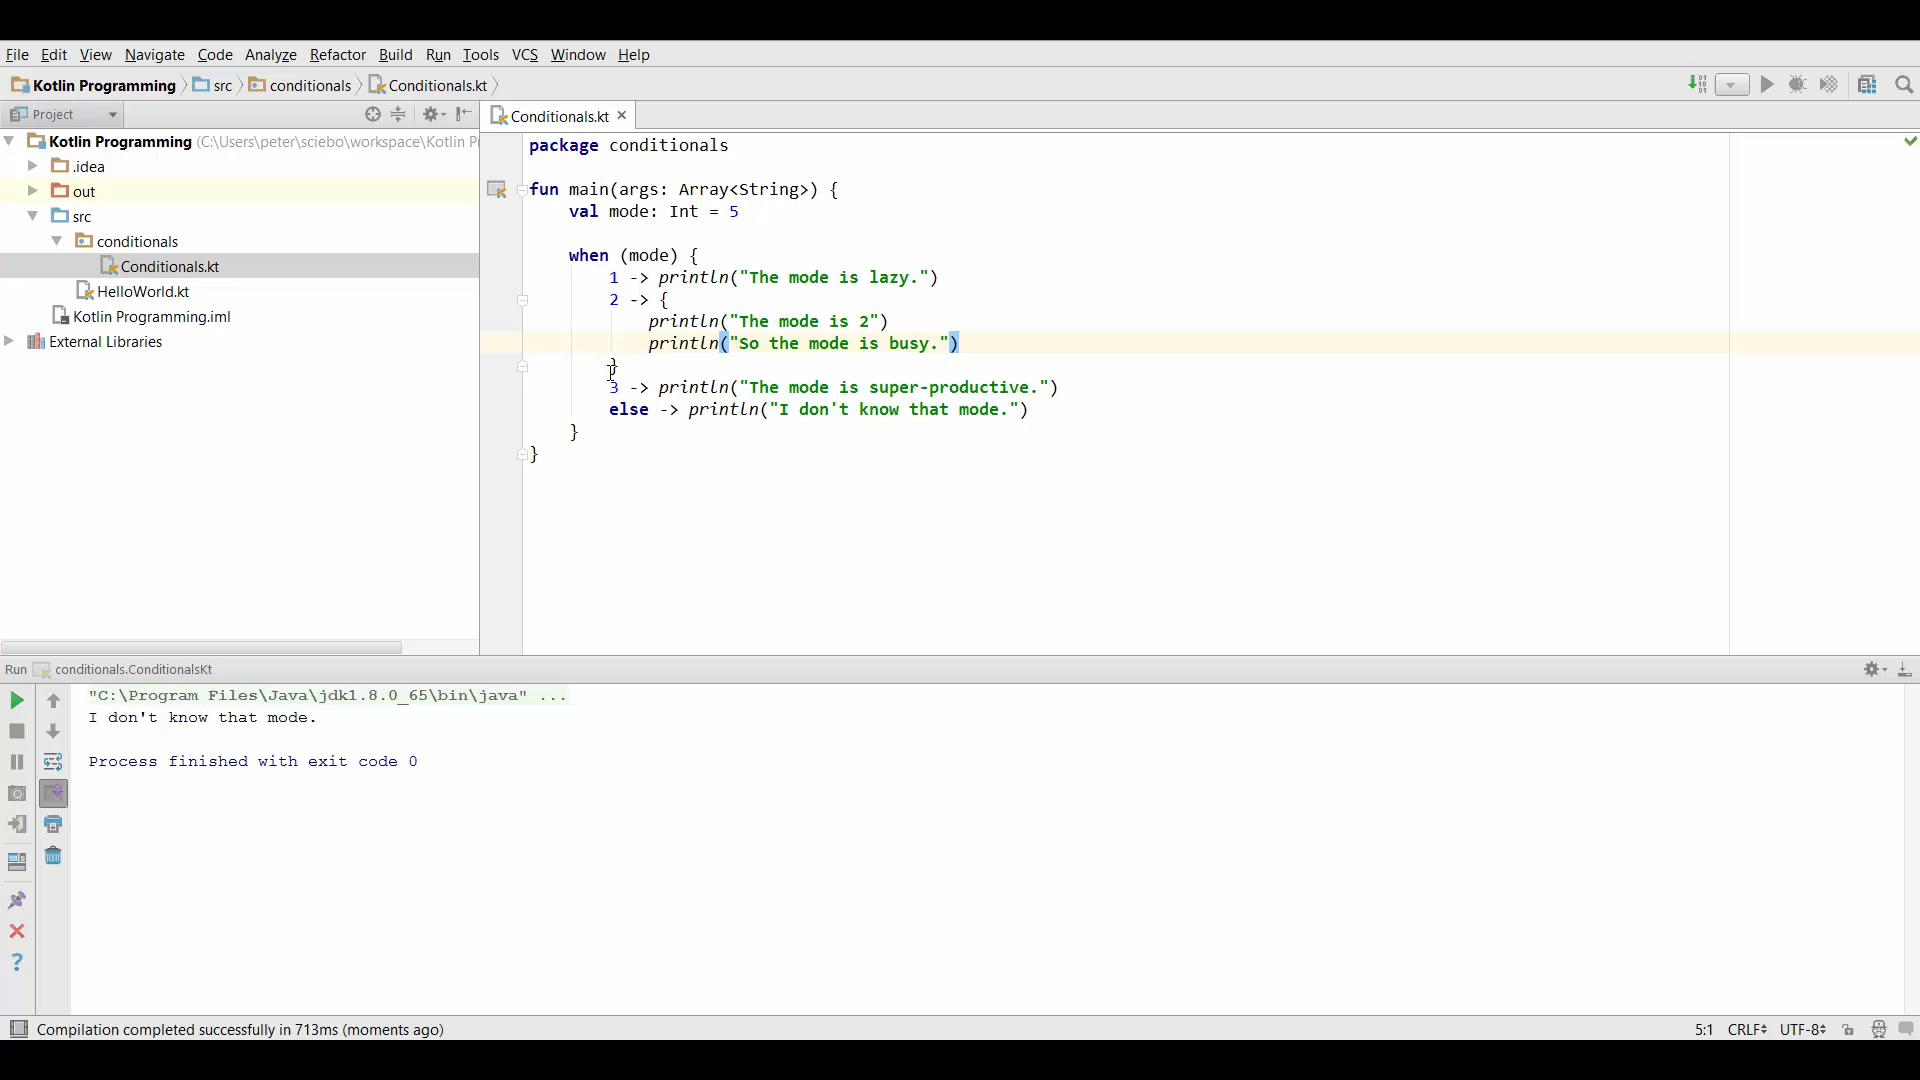 File Edit View Navigate Code Analyze Refactor Build Run Tools VCS Window Help
Kotlin Programming src conditionals Conditionals.kt
Project
Conditionals.kt
Kotlin Programming (C:\Users\peter\sciebo\workspace\Kotlin P
.idea
out
src
conditionals
Conditionals.kt
HelloWorld.kt
Kotlin Programming.iml
External Libraries
package conditionals
fun main(args: Array<String>) {
val mode: Int = 5
when (mode) {
1 -> println("The mode is lazy.")
2 -> {
println("The mode is 2")
println("So the mode is busy.")
}
3 -> println("The mode is super-productive.")
else -> println("I don't know that mode.")
}
}
Run conditionals.ConditionalsKt
"C:\Program Files\Java\jdk1.8.0_65\bin\java" ...
I don't know that mode.
Process finished with exit code 0
Compilation completed successfully in 713ms (moments ago)
5:1 CRLF UTF-8